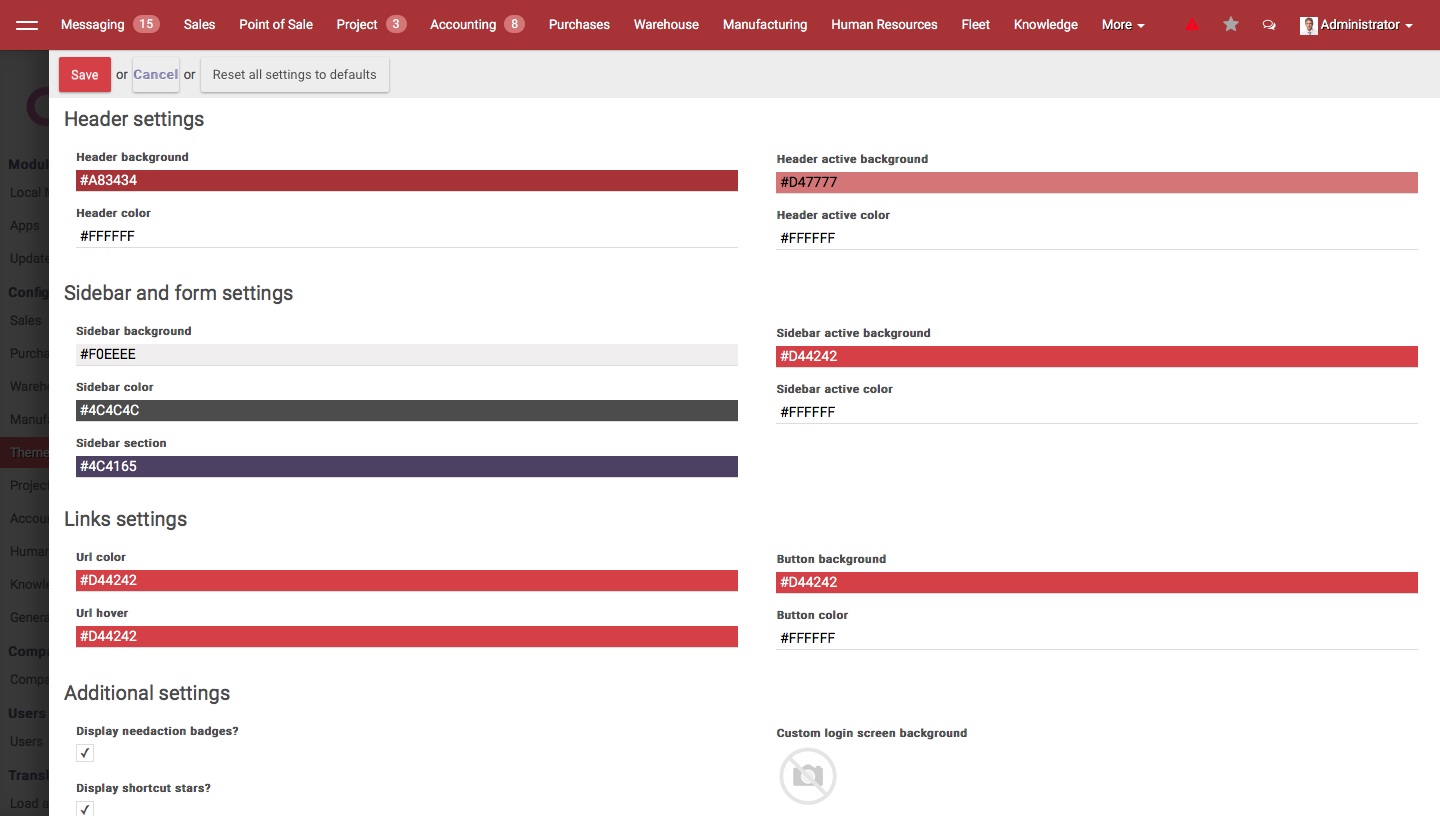 Messaging 15 Sales Point of Sale Project 3 Accounting 8 Purchases Warehouse Manufacturing Human Resources Fleet Knowledge More Administrator
Save or Cancel or Reset all settings to defaults
Header settings
Header background
#A83434
Header active background
#D47777
Header color
#FFFFFF
Header active color
#FFFFFF
Sidebar and form settings
Sidebar background
#F0EEEE
Sidebar active background
#D44242
Sidebar color
#4C4C4C
Sidebar active color
#FFFFFF
Sidebar section
#4C4165
Links settings
Url color
#D44242
Button background
#D44242
Url hover
#D44242
Button color
#FFFFFF
Additional settings
Display needaction badges?
Custom login screen background
Display shortcut stars?
Modul
Local M
Apps
Update
Config
Sales
Purcha
Wareh
Manuf
Theme
Project
Accou
Human
Knowle
Genera
Compa
Compa
Users
Users
Transl
Load a